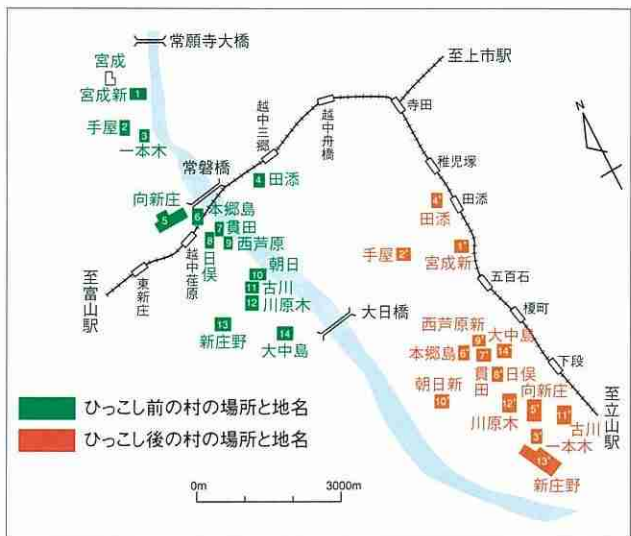 常願寺大橋
宮成
宮成新
1
手屋
2
3
一本木
至上市駅
寺田
越中舟橋
越中三郷
稚児塚
N
常磐橋
4
田添
向新庄
5
6
本郷島
7
貫田
8
9
西芦原
日俣
越中荏原
東新庄
至富山駅
朝日
10
11
古川
12
川原木
13
新庄野
14
大中島
大日橋
4'
田添
田添
手屋
2'
1'
宮成新
五百石
榎町
下段
至立山駅
西芦原新
9'
大中島
本郷島
6'
7'
14'
貫田
8'
日俣
朝日新
10'
川原木
12'
向新庄
5'
11'
古川
3'
一本木
13'
新庄野
ひっこし前の村の場所と地名
ひっこし後の村の場所と地名
0m
3000m